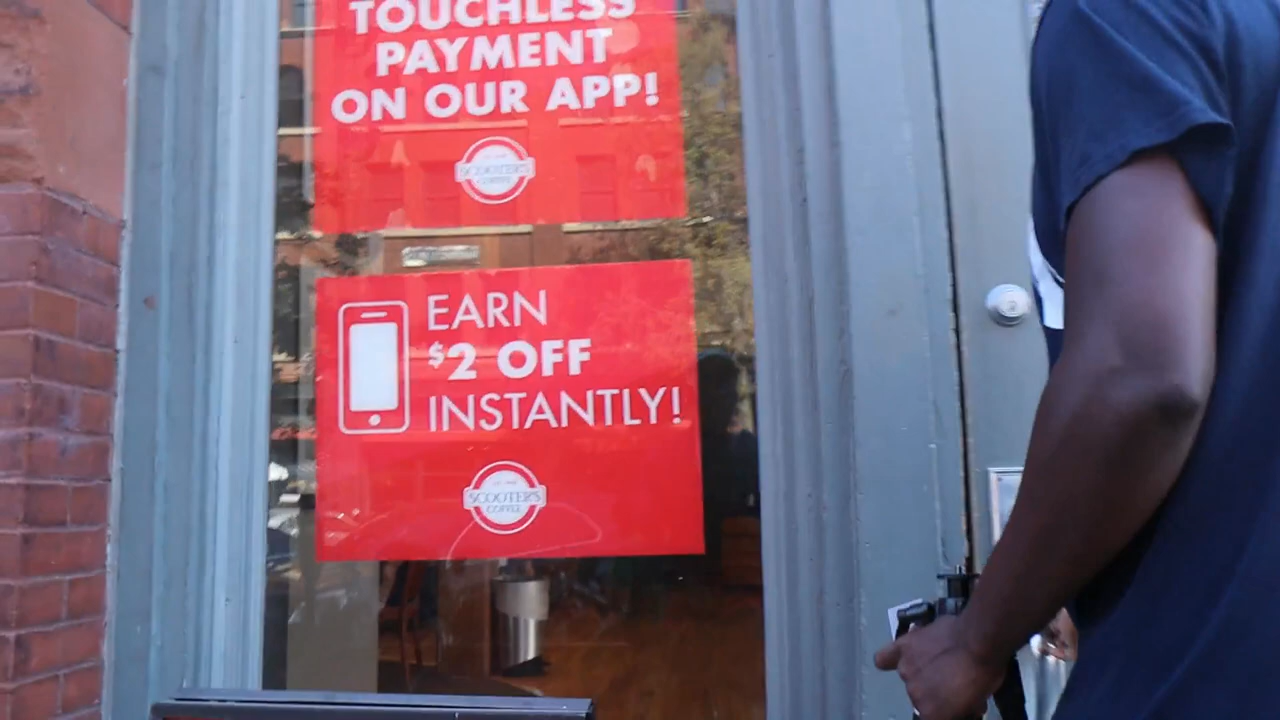 TOUCHLESS
PAYMENT
ON OUR APP!
SCOOTER'S
COFFEE
EARN
$2 OFF
INSTANTLY!
SCOOTER'S
COFFEE